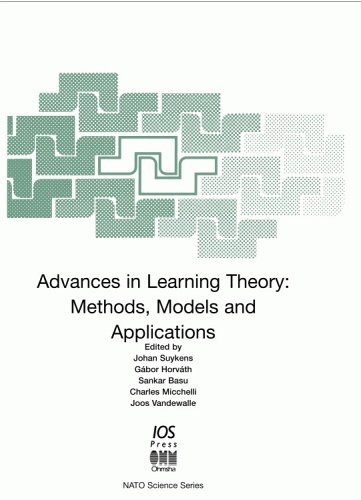 Advances in Learning Theory:
Methods, Models and
Applications
Edited by
Johan Suykens
Gábor Horváth
Sankar Basu
Charles Micchelli
Joos Vandewalle
IOS
Press
OHM
Ohmsha
NATO Science Series